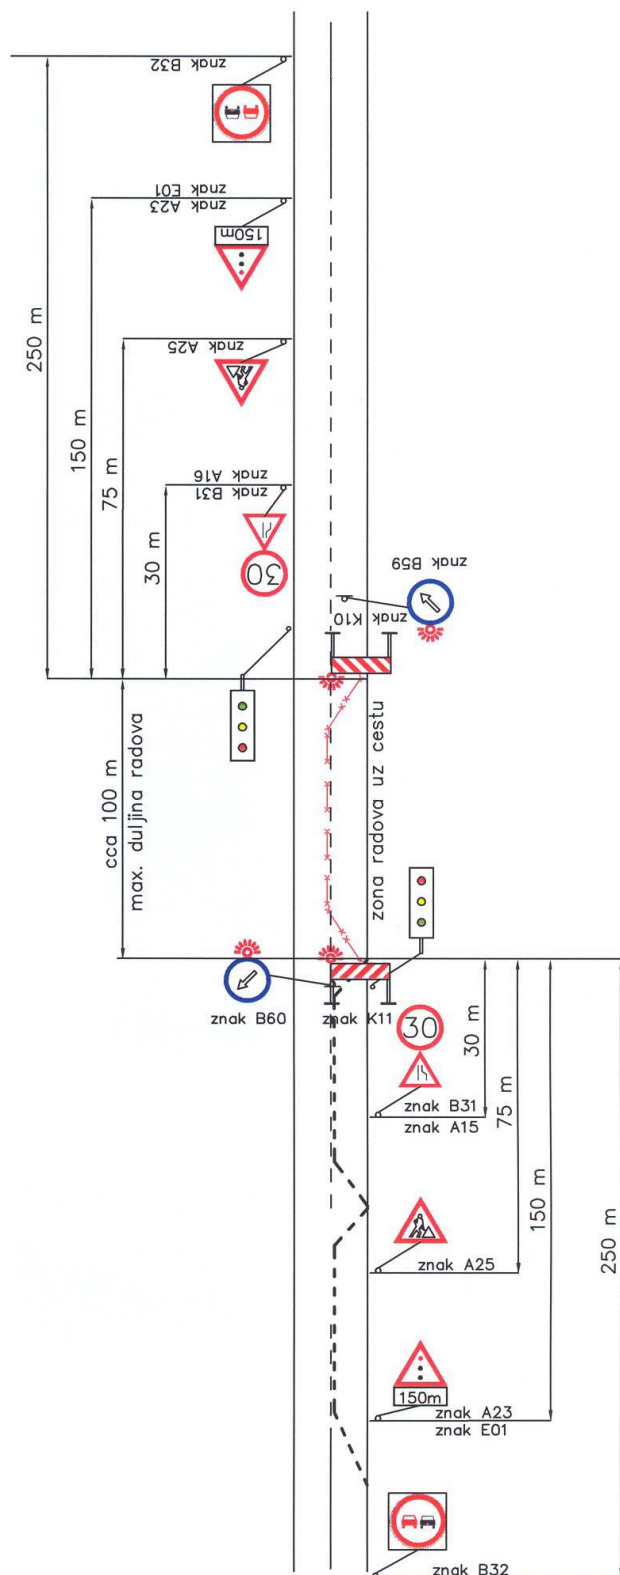 znak B32
znak E01
znak A23
150m
250 m
znak A25
150 m
75 m
znak A16
znak B31
30 m
30
znak B59
znak K10
cca 100 m
max. duljina radova
zona radova uz cestu
znak B60
znak K11
30
30 m
75 m
znak B31
znak A15
150 m
250 m
znak A25
150m
znak A23
znak E01
znak B32